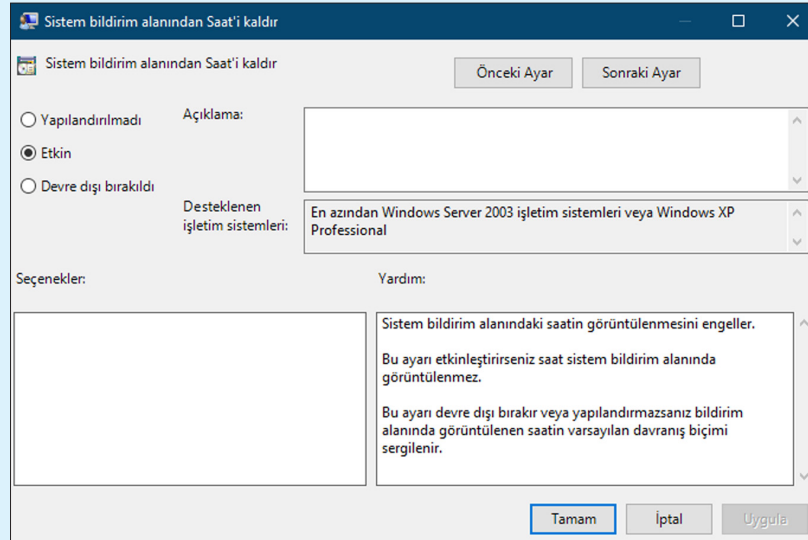 Sistem bildirim alanından Saat'i kaldır
Sistem bildirim alanından Saat'i kaldır
Önceki Ayar
Sonraki Ayar
Yapılandırılmadı
Etkin
Devre dışı bırakıldı
Açıklama:
Desteklenen
işletim sistemleri:
En azından Windows Server 2003 işletim sistemleri veya Windows XP
Professional
Seçenekler:
Yardım:
Sistem bildirim alanındaki saatin görüntülenmesini engeller.
Bu ayarı etkinleştirirseniz saat sistem bildirim alanında
görüntülenmez.
Bu ayarı devre dışı bırakır veya yapılandırmazsanız bildirim
alanında görüntülenen saatin varsayılan davranış biçimi
sergilenir.
Tamam
İptal
Uygula